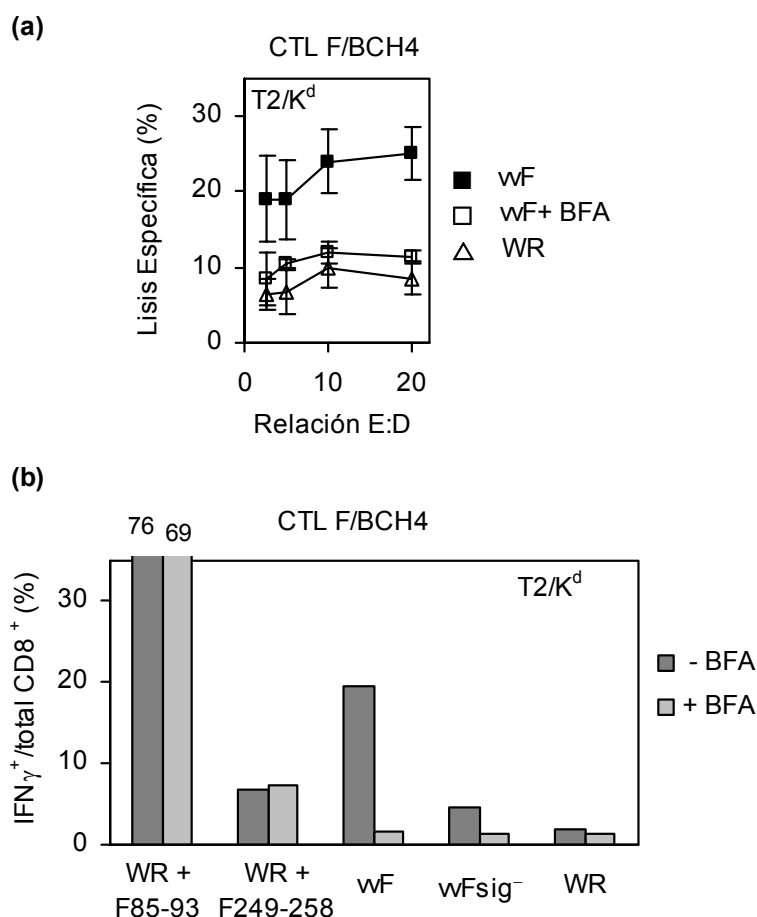 (a)
CTL F/BCH4
T2/Kᵈ
Lisis Específica (%)
30
20
10
0
0 10 20
Relación E:D
vvF
vvF+ BFA
WR
(b)
CTL F/BCH4
76 69
T2/Kᵈ
IFNγ⁺/total CD8⁺ (%)
30
20
10
0
- BFA
+ BFA
WR + WR + vvF vvFsig⁻ WR
F85-93 F249-258